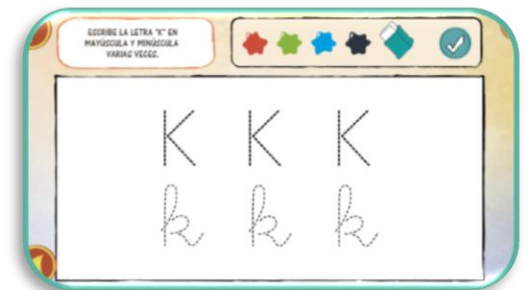 ESCRIBE LA LETRA "K" EN
MAYÚSCULA Y MINÚSCULA
VARIAS VECES.
K K K
k k k